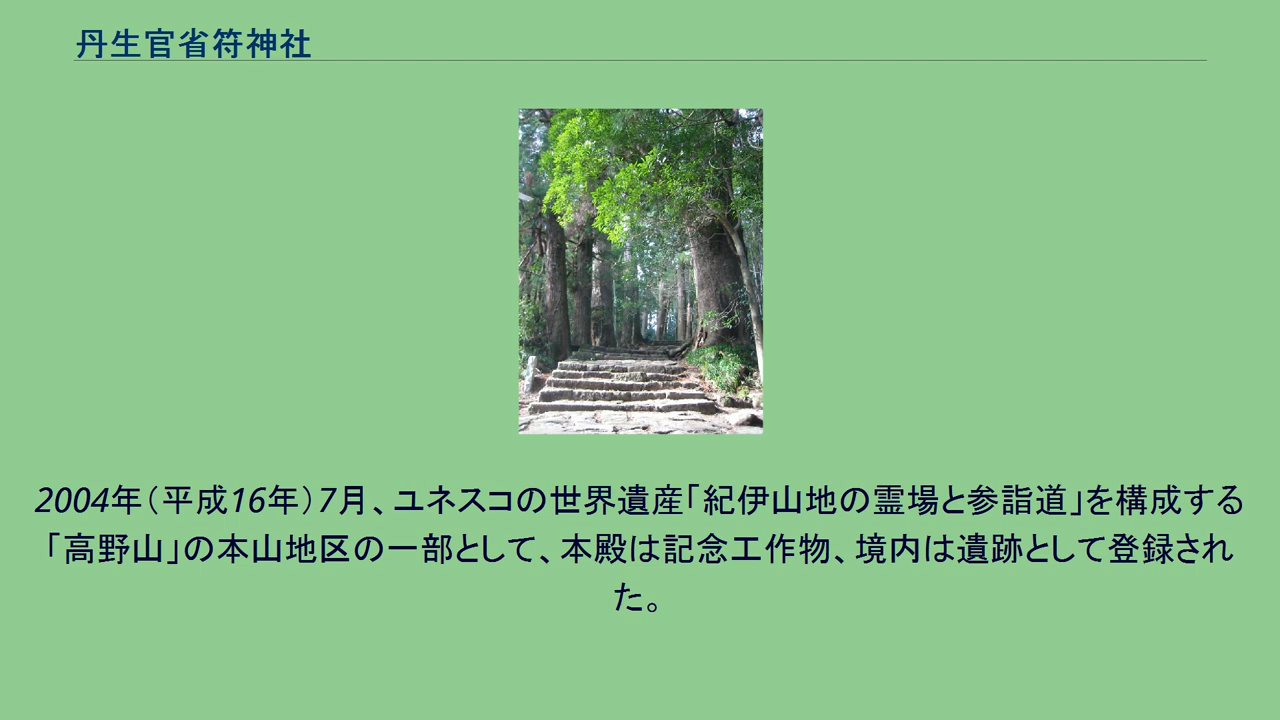 丹生官省符神社
2004年（平成16年）7月、ユネスコの世界遺産「紀伊山地の霊場と参詣道」を構成する
「高野山」の本山地区の一部として、本殿は記念工作物、境内は遺跡として登録され
た。